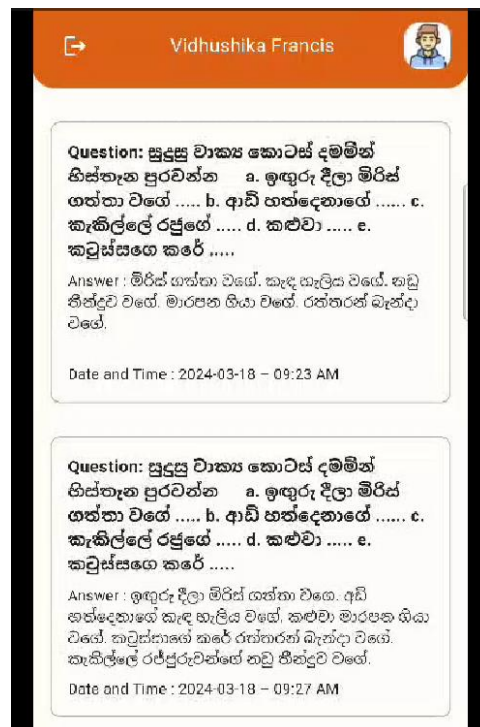 Vidhushika Francis
Question: සුදුසු වාක්‍ය කොටස් දමමින්
හිස්තැන පුරවන්න a. ඉඟුරු දීලා මිරිස්
ගත්තා වගේ ..... b. ආඩි හත්දෙනාගේ ...... c.
කැකිල්ලේ රජුගේ ..... d. කළුවා ..... e.
කටුස්සගෙ කරේ .....
Answer : මිරිස් ගත්තා වගේ. කැඳ හැලිය වගේ. නඩු
තීන්දුව වගේ. මාරපන ගියා වගේ. රත්තරන් බැන්දා
වගේ.
Date and Time : 2024-03-18 – 09:23 AM
Question: සුදුසු වාක්‍ය කොටස් දමමින්
හිස්තැන පුරවන්න a. ඉඟුරු දීලා මිරිස්
ගත්තා වගේ ..... b. ආඩි හත්දෙනාගේ ...... c.
කැකිල්ලේ රජුගේ ..... d. කළුවා ..... e.
කටුස්සගෙ කරේ .....
Answer : ඉඟුරු දීලා මිරිස් ගත්තා වගෙ. අඩි
හත්දෙනාගේ කැඳ හැලිය වගේ. කළුවා මාරපන ගියා
වගේ. කටුස්සාගේ කරේ රත්තරන් බැන්දා වගේ.
කැකිල්ලේ රජ්ජුරුවන්ගේ නඩු තීන්දුව වගේ.
Date and Time : 2024-03-18 – 09:27 AM